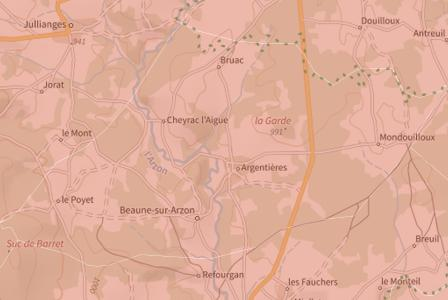 Jullianges
941
Douilloux
Antreuil
Bruac
Jorat
Cheyrac l'Aigue
la Garde
991
le Mont
Mondouilloux
l'Arzon
Argentières
le Poyet
Beaune-sur-Arzon
Suc de Barret
Breuil
Refourgan
1000
les Fauchers
le Monteil